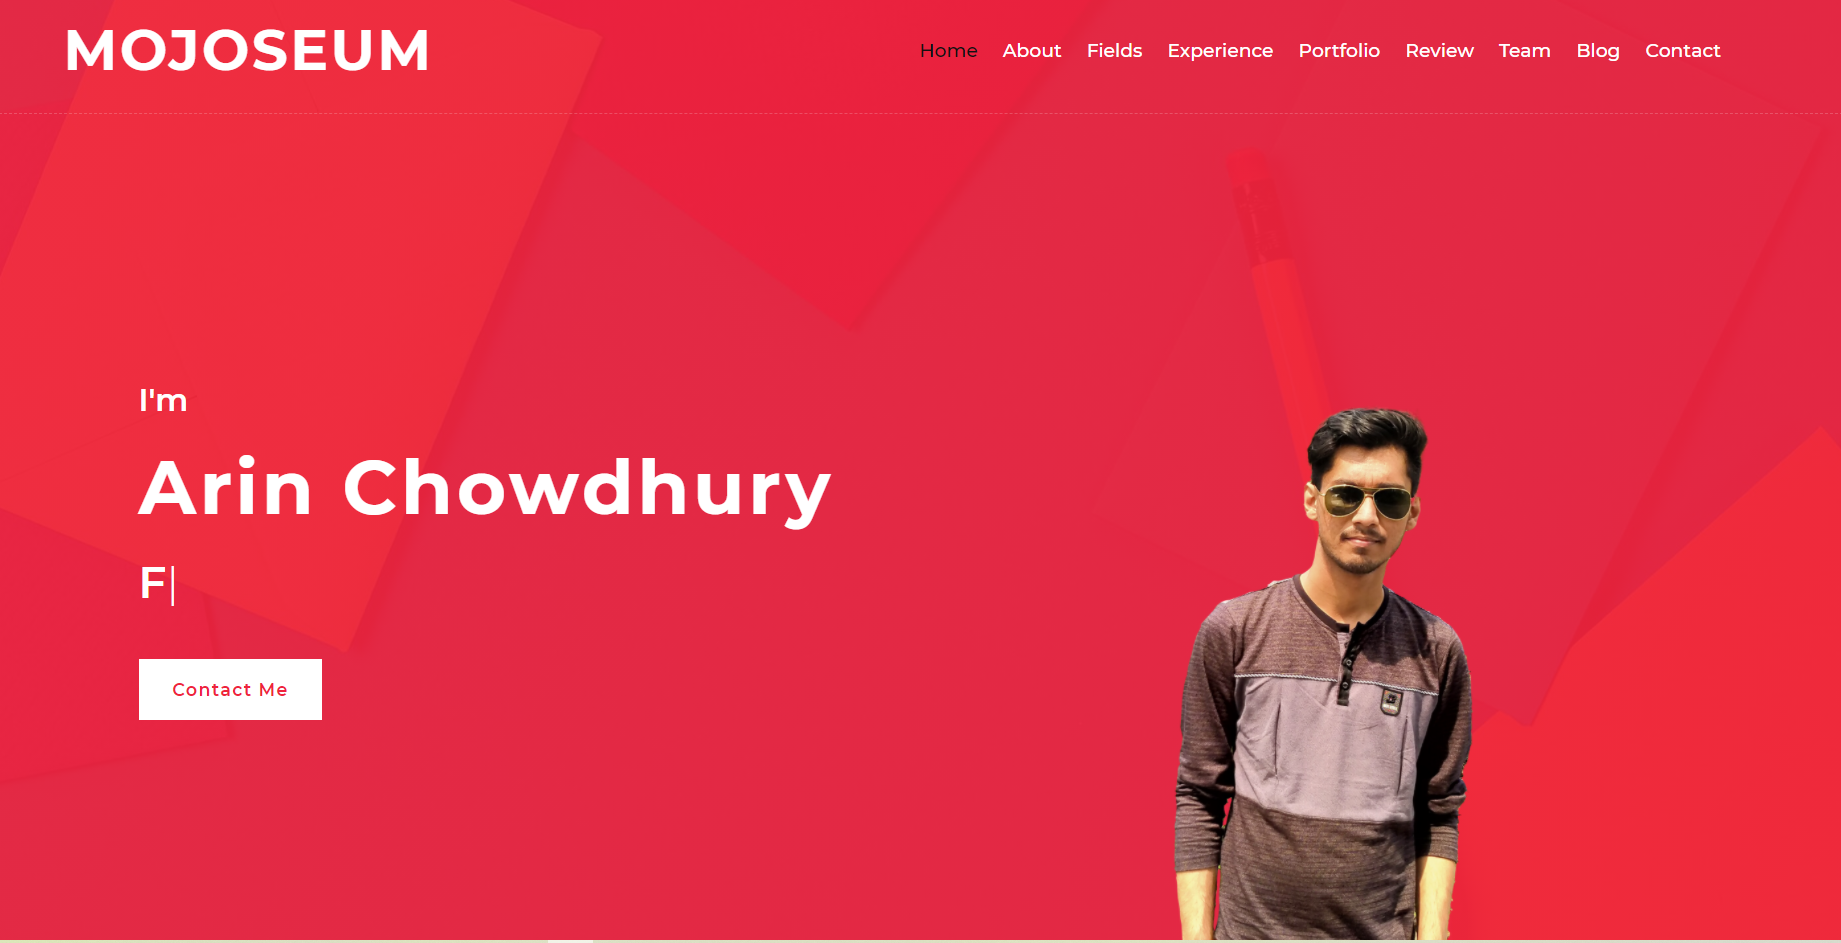 MOJOSEUM
Home About Fields Experience Portfolio Review Team Blog Contact
I'm
Arin Chowdhury
F
Contact Me